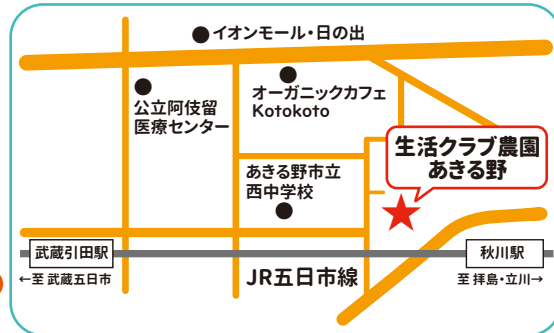 イオンモール・日の出
オーガニックカフェ
Kotokoto
公立阿伎留
医療センター
生活クラブ農園
あきる野
あきる野市立
西中学校
武蔵引田駅
秋川駅
←至 武蔵五日市
JR五日市線
至 拝島・立川→